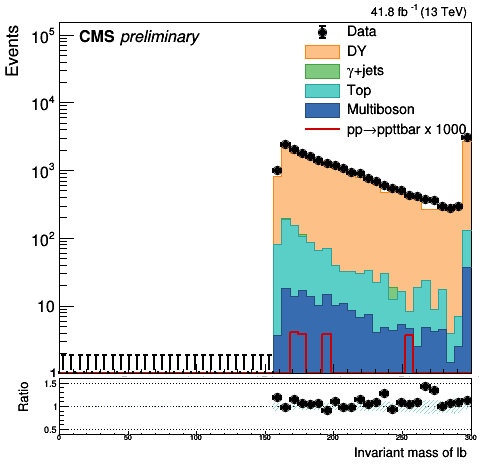 41.8 fb⁻¹ (13 TeV)
Events
10⁵
10⁴
10³
10²
10
1
CMS preliminary
Data
DY
γ+jets
Top
Multiboson
pp→ppttbar x 1000
Ratio
1.5
1
0.5
0 50 100 150 200 250 300
Invariant mass of lb